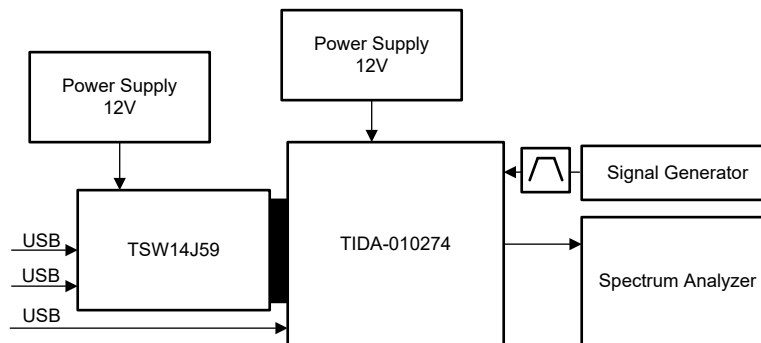 Power Supply
12V
Power Supply
12V
Signal Generator
USB
TSW14J59
TIDA-010274
USB
Spectrum Analyzer
USB